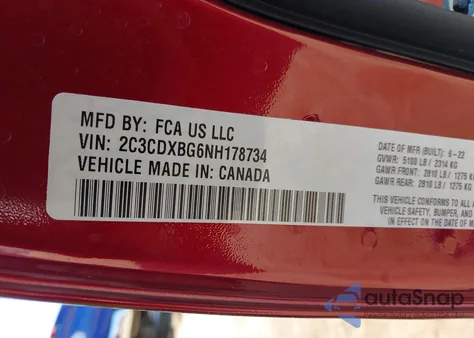 MFD BY: FCA US LLC
VIN: 2C3CDXBG6NH178734
VEHICLE MADE IN: CANADA
DATE OF MFR (BUILT) 6-22
GVWR: 5100 LB/ 2314 KG
GAWR FRONT: 2810 LB/ 1275 K
GAWR REAR: 2810 LB/ 1275
THIS VEHICLE CONFORMS TO ALL
VEHICLE SAFETY, BUMPER, AND
IN EFFECT ON THE DATE OF M
autoSnap